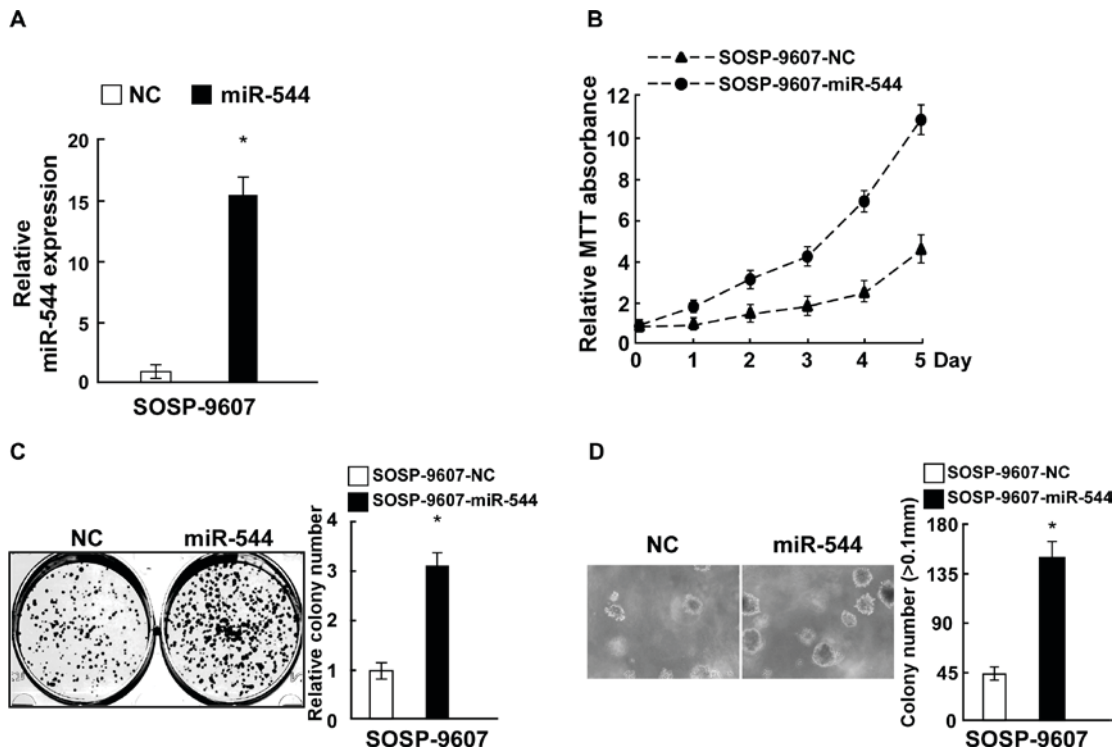 A
NC miR-544
Relative
miR-544 expression
20
15
10
5
0
*
SOSP-9607
B
SOSP-9607-NC
SOSP-9607-miR-544
Relative MTT absorbance
12
10
8
6
4
2
0
0 1 2 3 4 5 Day
C
NC miR-544
SOSP-9607-NC
SOSP-9607-miR-544
Relative colony number
4
3
2
1
0
*
SOSP-9607
D
NC miR-544
SOSP-9607-NC
SOSP-9607-miR-544
Colony number (>0.1mm)
180
135
90
45
0
*
SOSP-9607